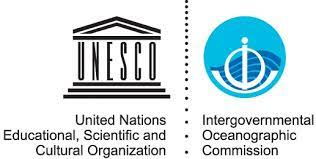 UNESCO
United Nations
Educational, Scientific and
Cultural Organization
Intergovernmental
Oceanographic
Commission